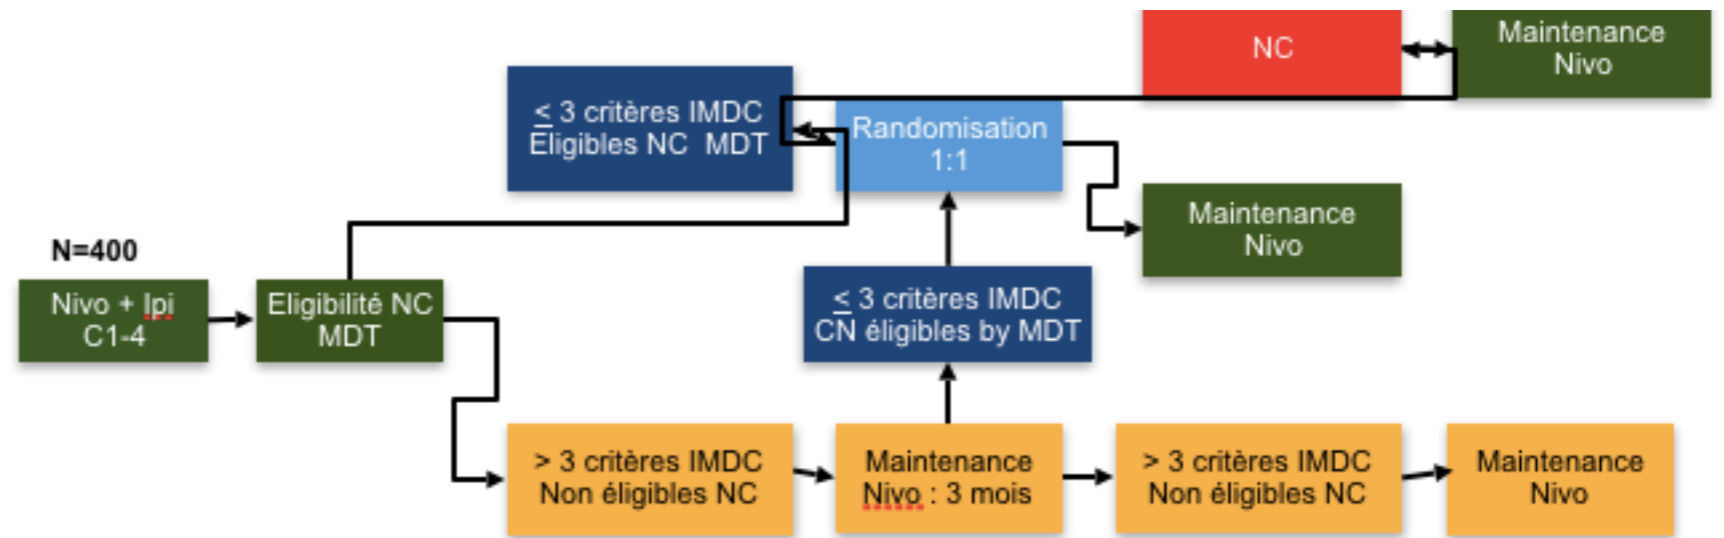 NC
Maintenance
Nivo
≤ 3 critères IMDC
Eligibles NC MDT
Randomisation
1:1
Maintenance
Nivo
N=400
Nivo + Ipi
C1-4
Eligibilité NC
MDT
≤ 3 critères IMDC
CN éligibles by MDT
> 3 critères IMDC
Non éligibles NC
Maintenance
Nivo : 3 mois
> 3 critères IMDC
Non éligibles NC
Maintenance
Nivo